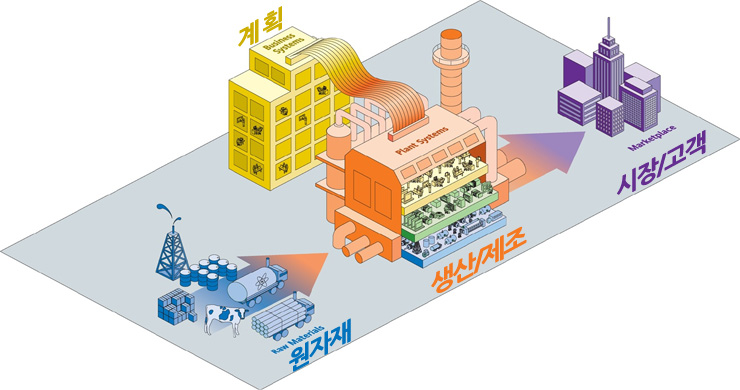 계획
Business
Systems
Plant Systems
Marketplace
시장/고객
생산/제조
Raw Materials
원자재